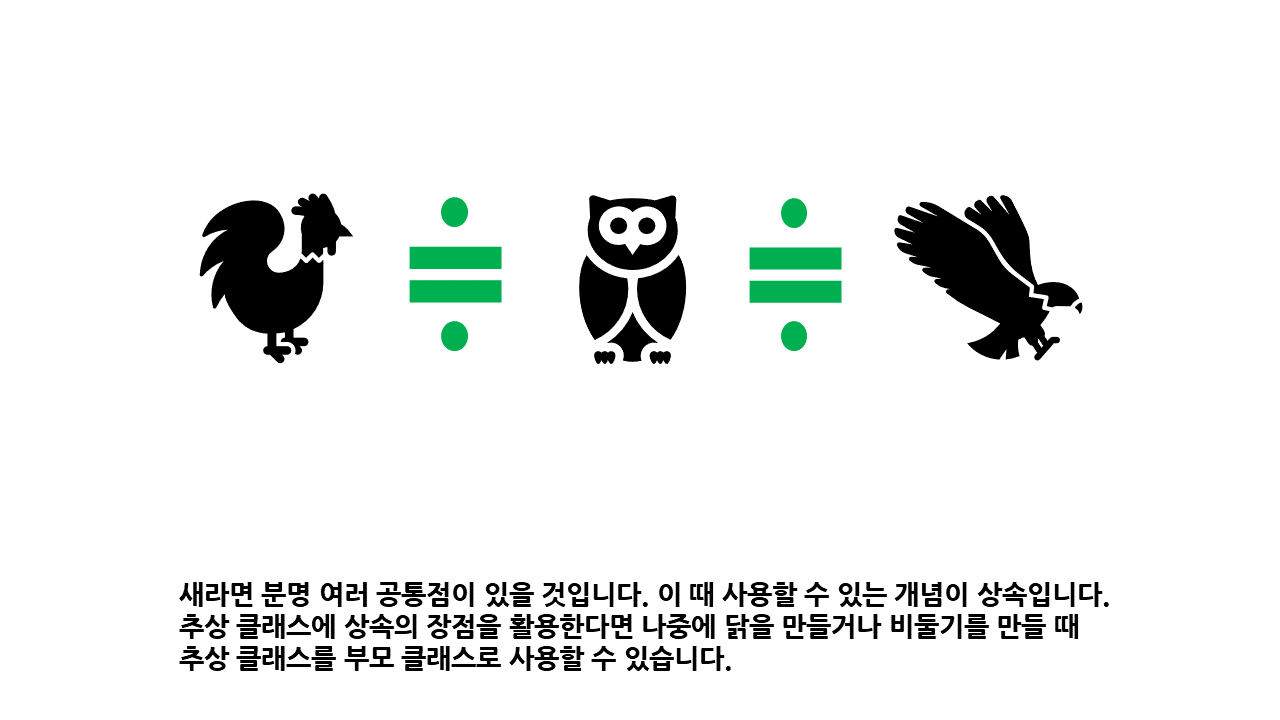 새라면 분명 여러 공통점이 있을 것입니다. 이 때 사용할 수 있는 개념이 상속입니다.
추상 클래스에 상속의 장점을 활용한다면 나중에 닭을 만들거나 비둘기를 만들 때
추상 클래스를 부모 클래스로 사용할 수 있습니다.